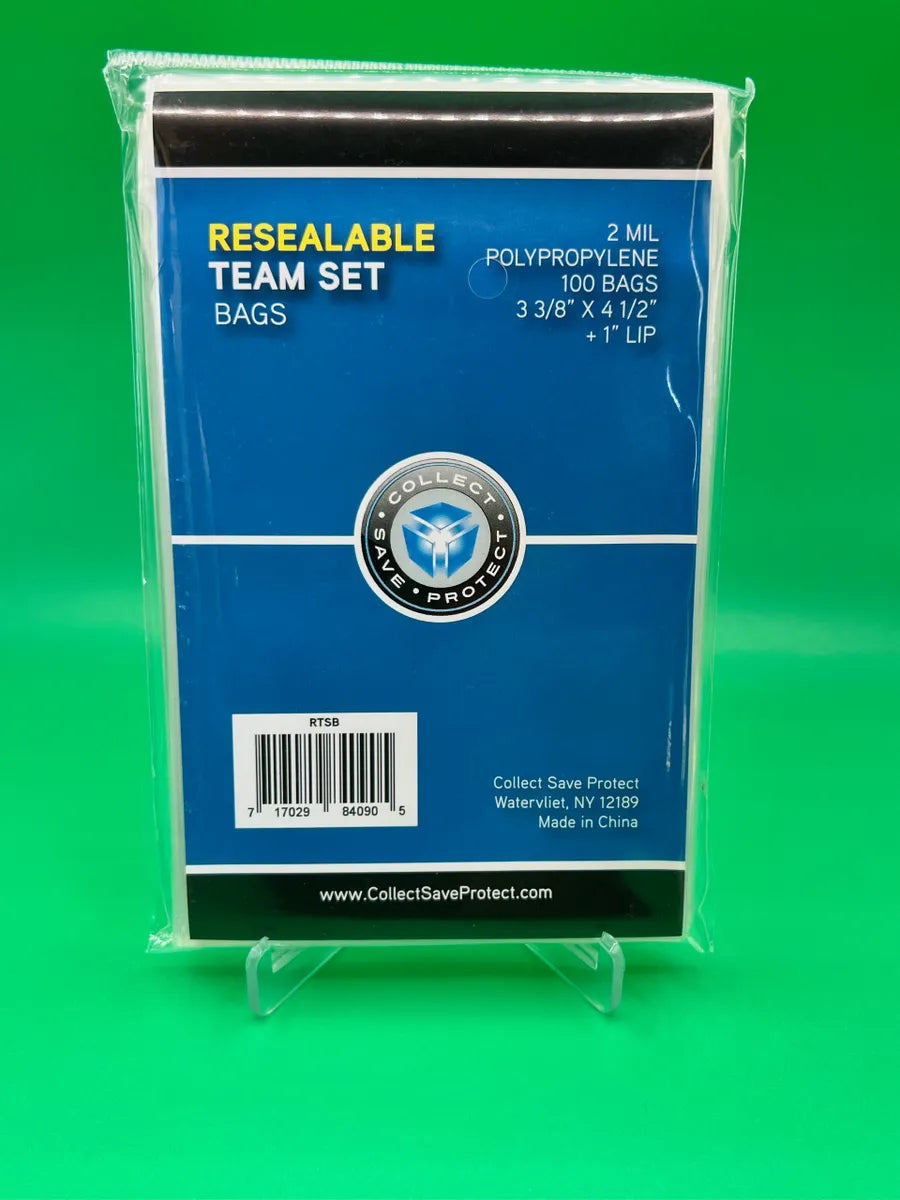 RESEALABLE
TEAM SET
BAGS
2 MIL
POLYPROPYLENE
100 BAGS
3 3/8" X 4 1/2"
+ 1" LIP
COLLECT • SAVE • PROTECT •
RTSB
7 17029 84090 5
Collect Save Protect
Watervliet, NY 12189
Made in China
www.CollectSaveProtect.com